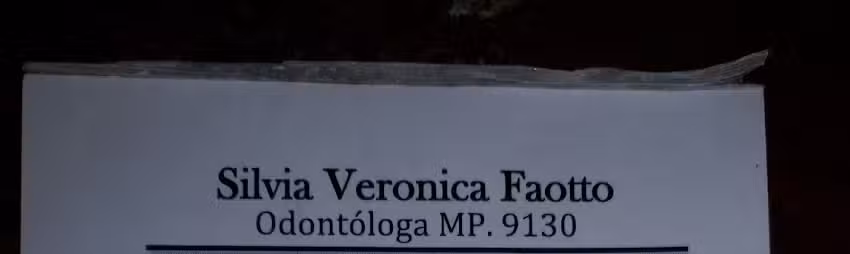 Silvia Veronica Faotto
Odontóloga MP. 9130